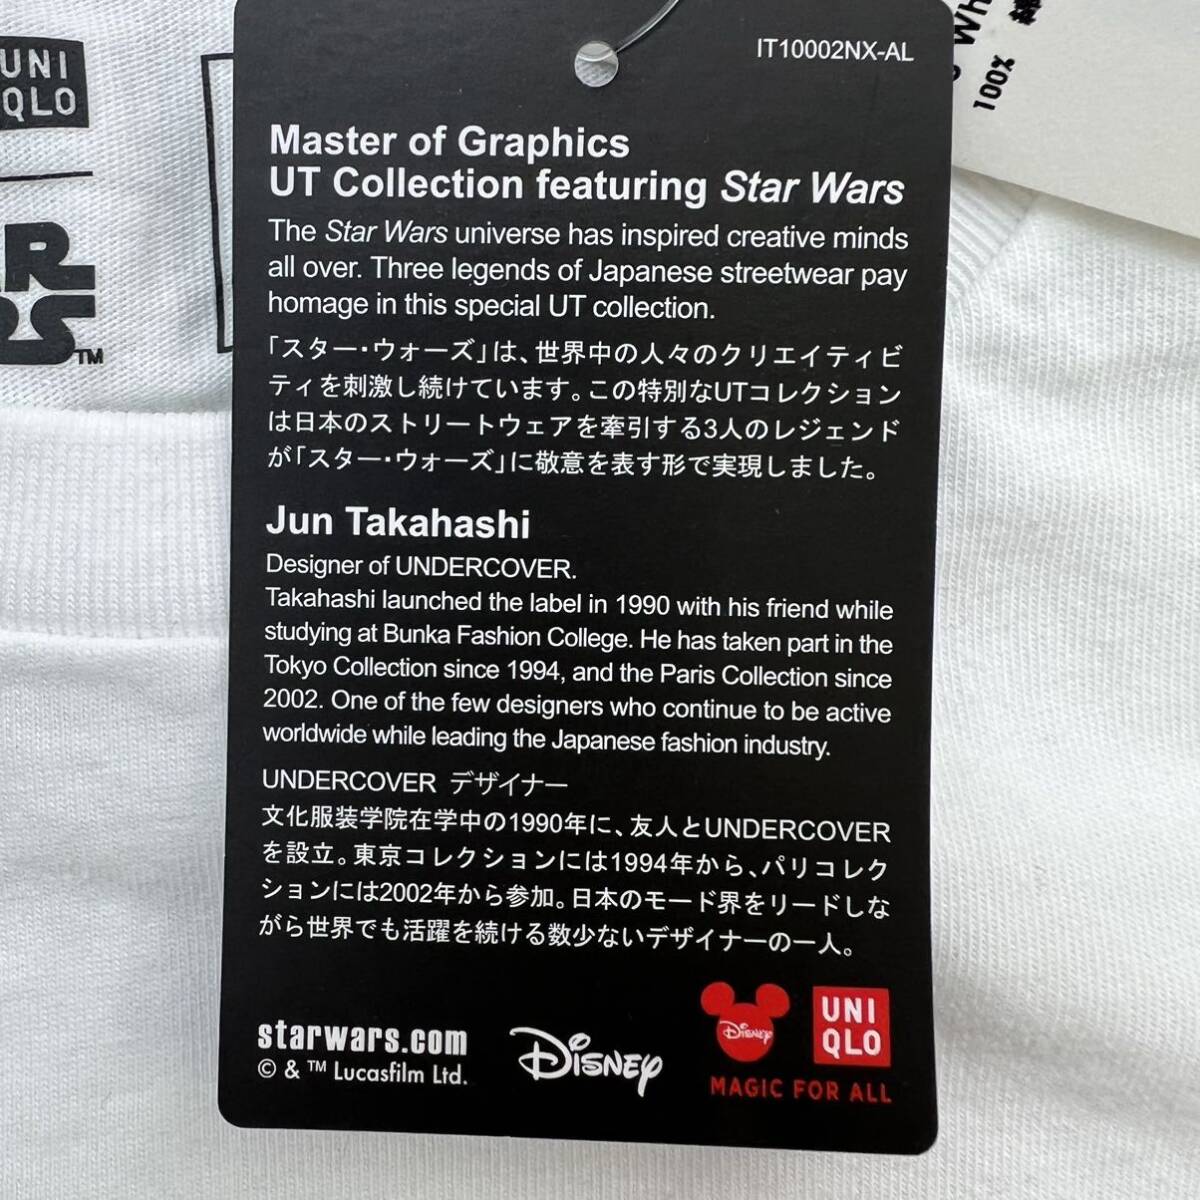 UNI
QLO
TM
IT10002NX-AL
100%
Master of Graphics
UT Collection featuring Star Wars
The Star Wars universe has inspired creative minds
all over. Three legends of Japanese streetwear pay
homage in this special UT collection.
「スター・ウォーズ」は、世界中の人々のクリエイティビ
ティを刺激し続けています。この特別なUTコレクション
は日本のストリートウェアを牽引する3人のレジェンド
が「スター・ウォーズ」に敬意を表す形で実現しました。
Jun Takahashi
Designer of UNDERCOVER.
Takahashi launched the label in 1990 with his friend while
studying at Bunka Fashion College. He has taken part in the
Tokyo Collection since 1994, and the Paris Collection since
2002. One of the few designers who continue to be active
worldwide while leading the Japanese fashion industry.
UNDERCOVER デザイナー
文化服装学院在学中の1990年に、友人とUNDERCOVER
を設立。東京コレクションには1994年から、パリコレク
ションには2002年から参加。日本のモード界をリードしな
がら世界でも活躍を続ける数少ないデザイナーの一人。
starwars.com
© & ™ Lucasfilm Ltd.
Disney
Disney
UNI
QLO
MAGIC FOR ALL